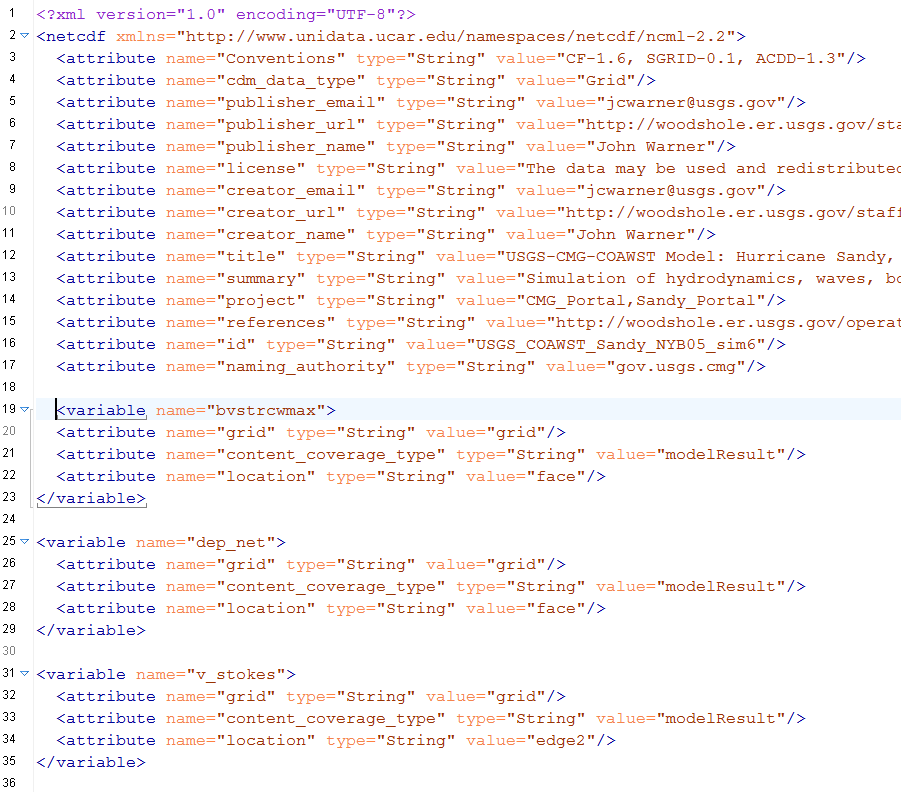 1 <?xml version="1.0" encoding="UTF-8"?>
2 <netcdf xmlns="http://www.unidata.ucar.edu/namespaces/netcdf/ncml-2.2">
3 <attribute name="Conventions" type="String" value="CF-1.6, SGRID-0.1, ACDD-1.3"/>
4 <attribute name="cdm_data_type" type="String" value="Grid"/>
5 <attribute name="publisher_email" type="String" value="jcwarner@usgs.gov"/>
6 <attribute name="publisher_url" type="String" value="http://woodshole.er.usgs.gov/sta
7 <attribute name="publisher_name" type="String" value="John Warner"/>
8 <attribute name="license" type="String" value="The data may be used and redistributed
9 <attribute name="creator_email" type="String" value="jcwarner@usgs.gov"/>
10 <attribute name="creator_url" type="String" value="http://woodshole.er.usgs.gov/staff
11 <attribute name="creator_name" type="String" value="John Warner"/>
12 <attribute name="title" type="String" value="USGS-CMG-COAWST Model: Hurricane Sandy,
13 <attribute name="summary" type="String" value="Simulation of hydrodynamics, waves, bo
14 <attribute name="project" type="String" value="CMG_Portal,Sandy_Portal"/>
15 <attribute name="references" type="String" value="http://woodshole.er.usgs.gov/operat
16 <attribute name="id" type="String" value="USGS_COAWST_Sandy_NYB05_sim6"/>
17 <attribute name="naming_authority" type="String" value="gov.usgs.cmg"/>
18
19 <variable name="bvstrcwmax">
20 <attribute name="grid" type="String" value="grid"/>
21 <attribute name="content_coverage_type" type="String" value="modelResult"/>
22 <attribute name="location" type="String" value="face"/>
23 </variable>
24
25 <variable name="dep_net">
26 <attribute name="grid" type="String" value="grid"/>
27 <attribute name="content_coverage_type" type="String" value="modelResult"/>
28 <attribute name="location" type="String" value="face"/>
29 </variable>
30
31 <variable name="v_stokes">
32 <attribute name="grid" type="String" value="grid"/>
33 <attribute name="content_coverage_type" type="String" value="modelResult"/>
34 <attribute name="location" type="String" value="edge2"/>
35 </variable>
36